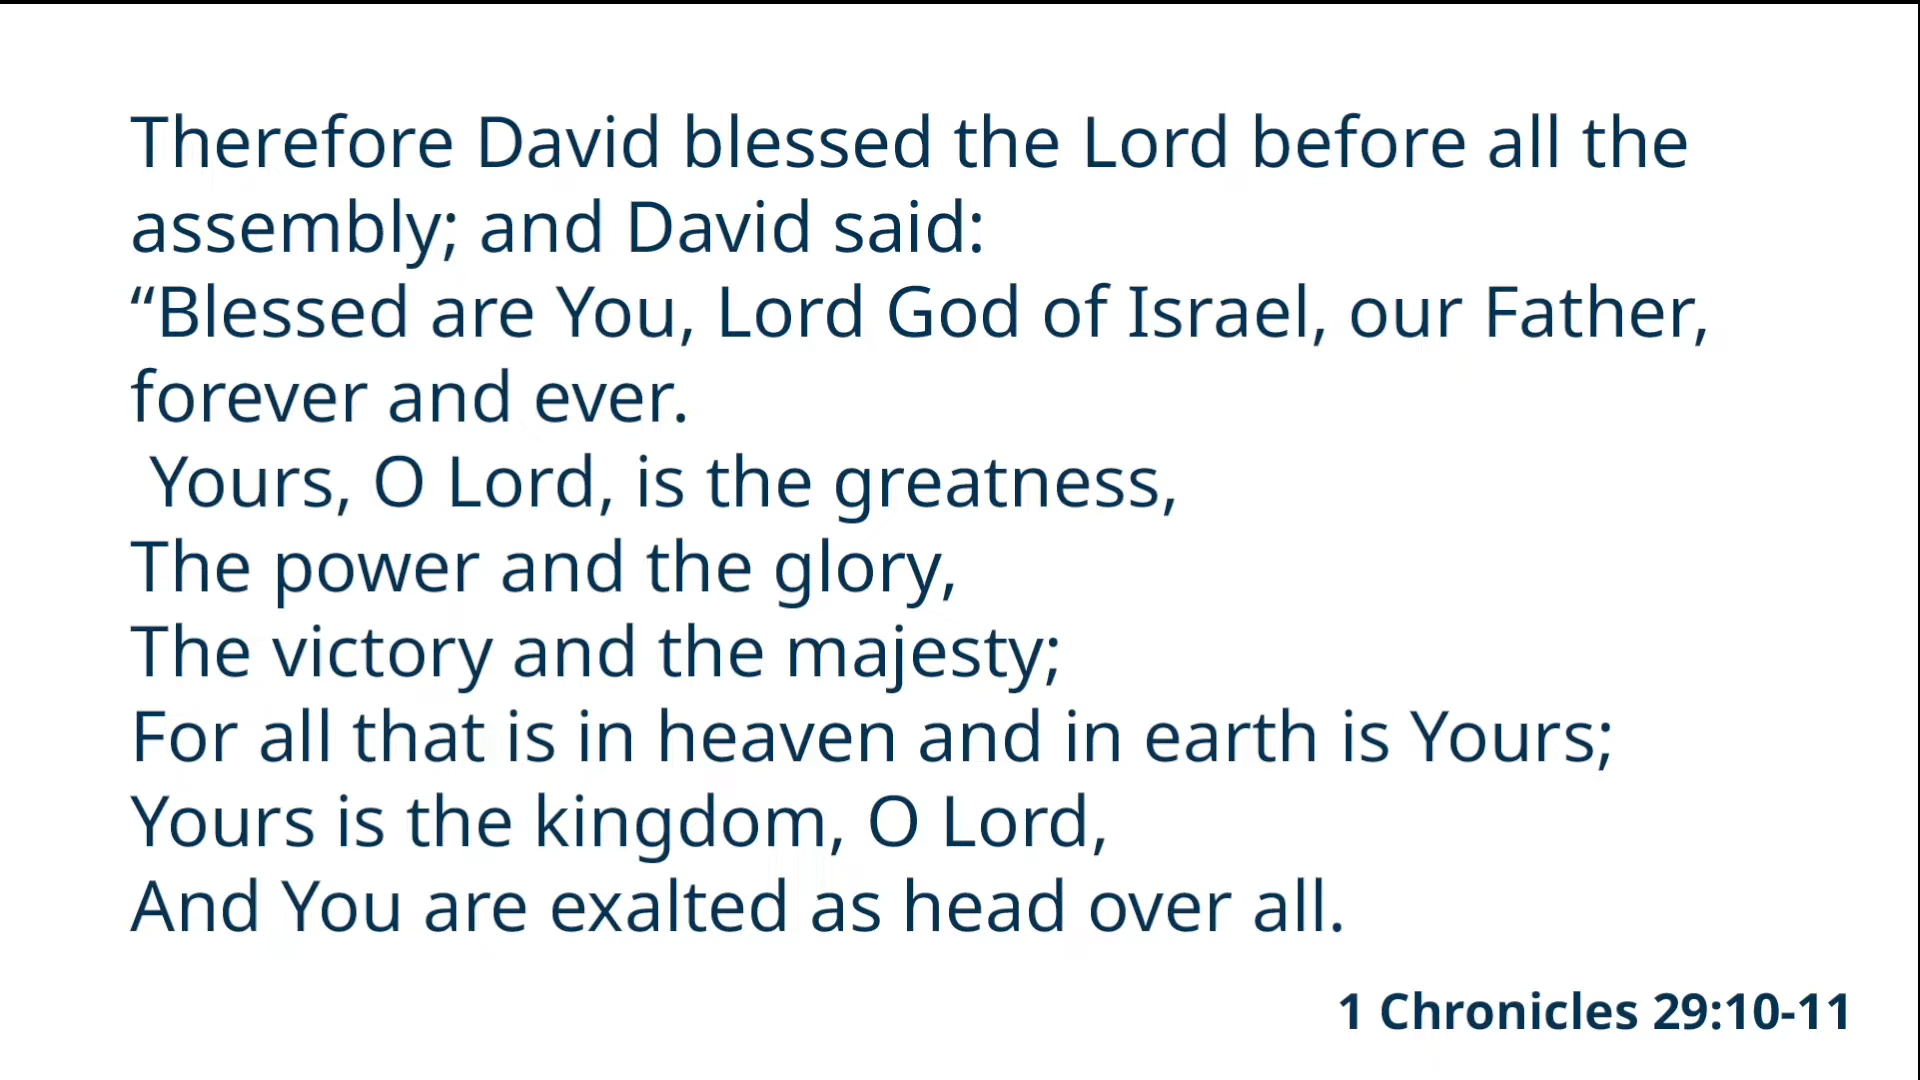 Therefore David blessed the Lord before all the
assembly; and David said:
“Blessed are You, Lord God of Israel, our Father,
forever and ever.
Yours, O Lord, is the greatness,
The power and the glory,
The victory and the majesty;
For all that is in heaven and in earth is Yours;
Yours is the kingdom, O Lord,
And You are exalted as head over all.
1 Chronicles 29:10-11